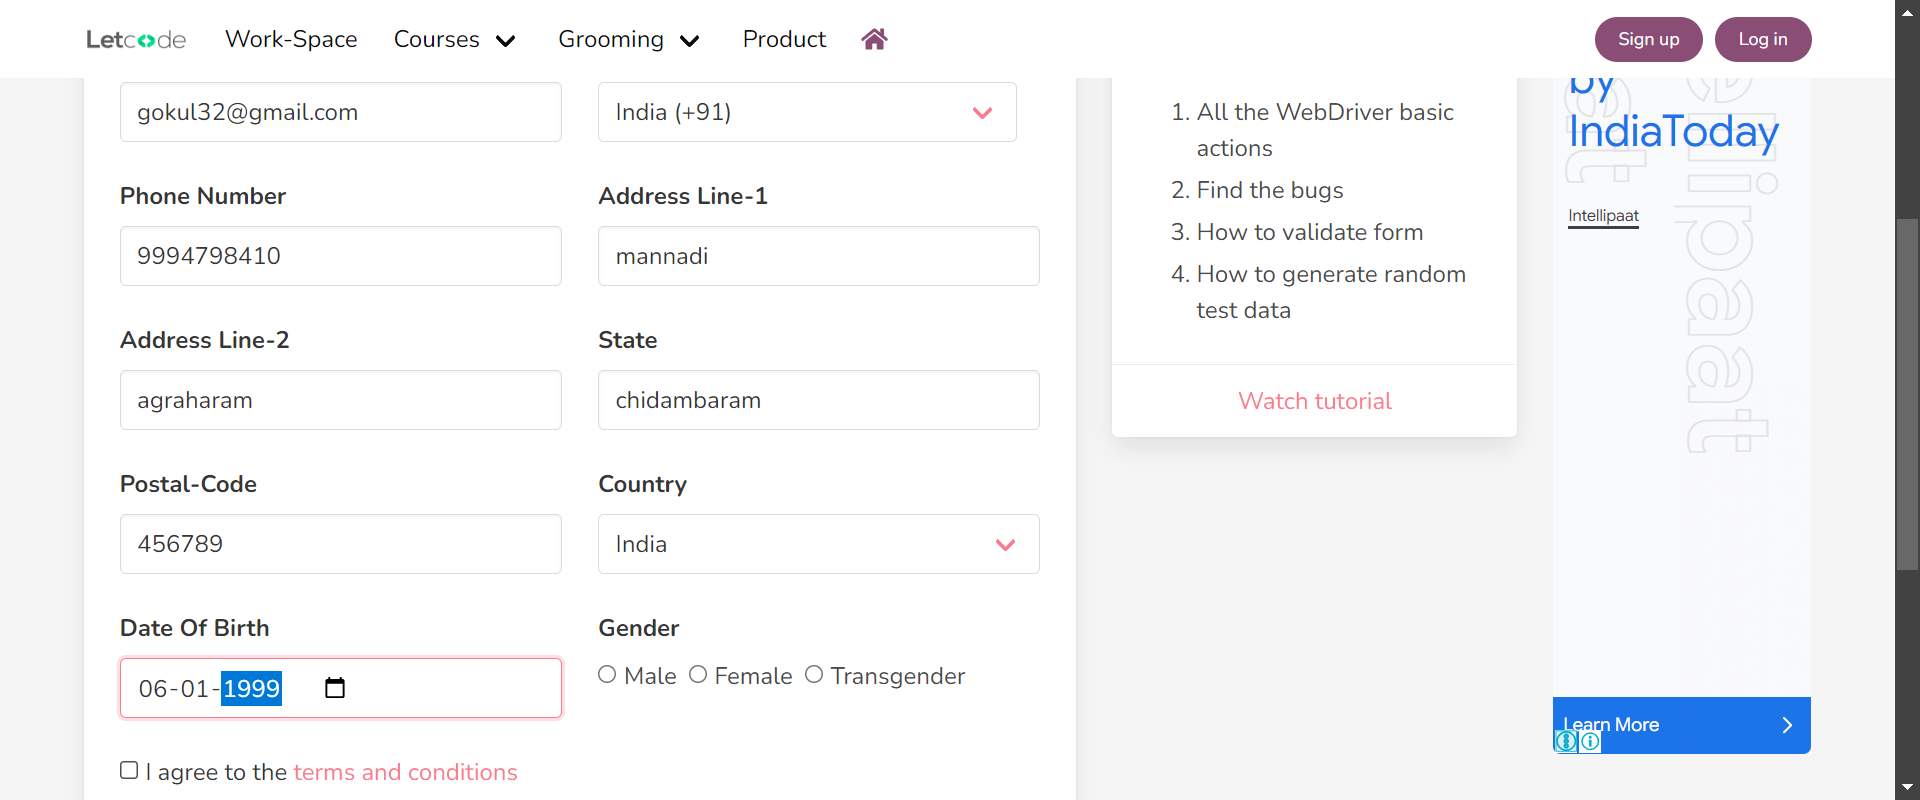 Letcode
Work-Space
Courses
Grooming
Product
Sign up
Log in
gokul32@gmail.com
India (+91)
Phone Number
Address Line-1
9994798410
mannadi
Address Line-2
State
agraharam
chidambaram
Postal-Code
Country
456789
India
Date Of Birth
Gender
06-01-1999
Male
Female
Transgender
I agree to the terms and conditions
1. All the WebDriver basic
actions
2. Find the bugs
3. How to validate form
4. How to generate random
test data
Watch tutorial
by
IndiaToday
Intellipaat
ellipaat
at
Learn More